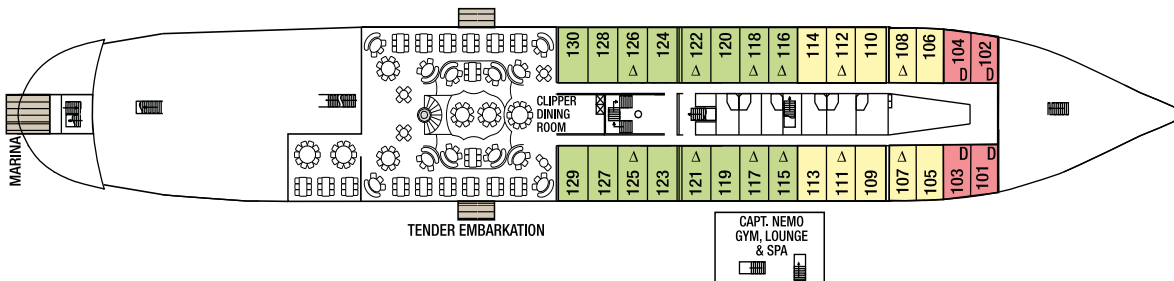 130 128 126 124 122 120 118 116 114 112 110 108 106 104 102
Δ Δ Δ Δ Δ Δ D D
MARINA
CLIPPER
DINING
ROOM
Δ Δ Δ Δ Δ Δ D D
129 127 125 123 121 119 117 115 113 111 109 107 105 103 101
TENDER EMBARKATION
CAPT. NEMO
GYM, LOUNGE
& SPA